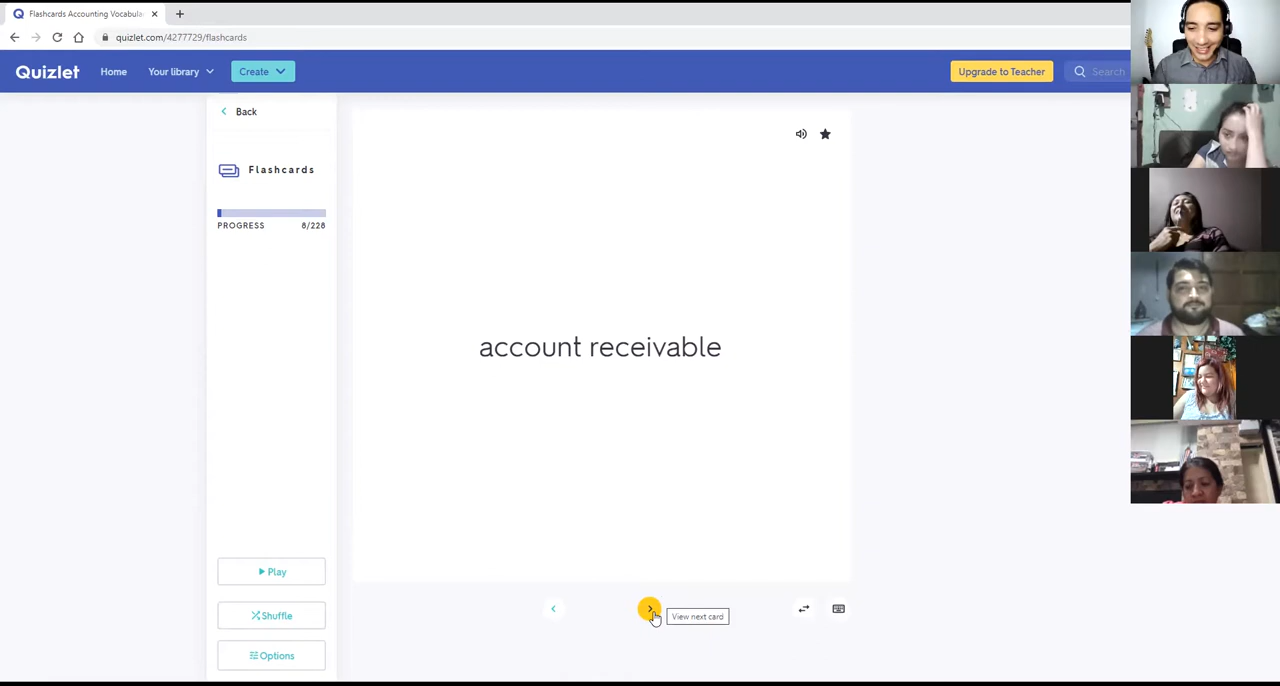 Flashcards Accounting Vocabula
quizlet.com/4277729/flashcards
Quizlet
Home
Your library
Create
Upgrade to Teacher
Search
Back
Flashcards
PROGRESS 8/228
account receivable
Play
View next card
Shuffle
Options